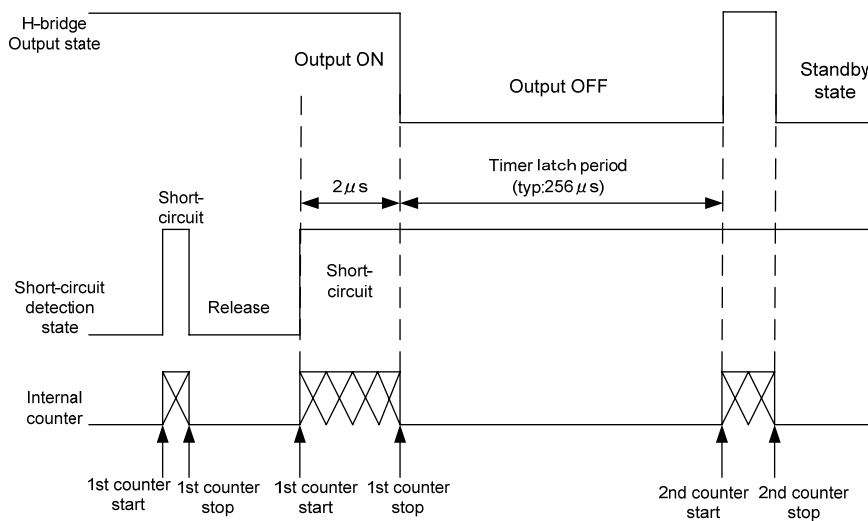 H-bridge
Output state
Output ON
Output OFF
Standby
state
Timer latch period
(typ:256μs)
2μs
Short-
circuit
Short-circuit
detection
state
Release
Short-
circuit
Internal
counter
1st counter
start
1st counter
stop
1st counter
start
1st counter
stop
2nd counter
start
2nd counter
stop